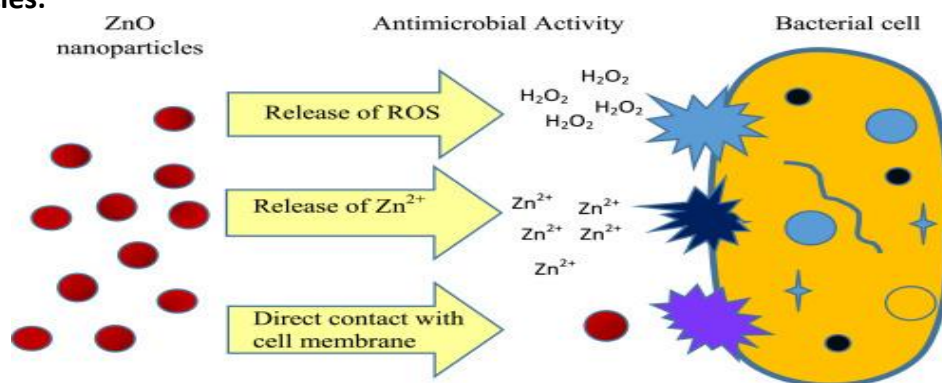 ies:
ZnO
nanoparticles
Antimicrobial Activity
Bacterial cell
Release of ROS
H₂O₂
H₂O₂
H₂O₂
H₂O₂
Release of Zn²⁺
Zn²⁺
Zn²⁺
Zn²⁺
Zn²⁺
Zn²⁺
Direct contact with
cell membrane